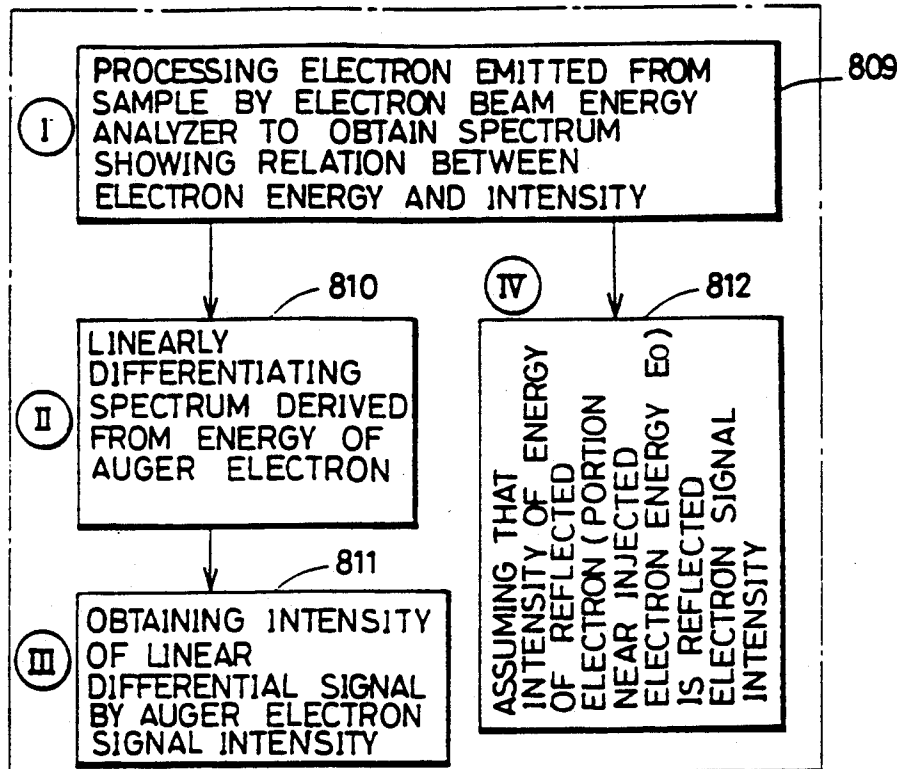 PROCESSING ELECTRON EMITTED FROM
SAMPLE BY ELECTRON BEAM ENERGY
ANALYZER TO OBTAIN SPECTRUM
SHOWING RELATION BETWEEN
ELECTRON ENERGY AND INTENSITY
809
I
810
LINEARLY
DIFFERENTIATING
SPECTRUM DERIVED
FROM ENERGY OF
AUGER ELECTRON
II
811
OBTAINING INTENSITY
OF LINEAR
DIFFERENTIAL SIGNAL
BY AUGER ELECTRON
SIGNAL INTENSITY
III
IV
812
ASSUMING THAT
INTENSITY OF ENERGY
OF REFLECTED
ELECTRON (PORTION
NEAR INJECTED
ELECTRON ENERGY Eo)
IS REFLECTED
ELECTRON SIGNAL
INTENSITY